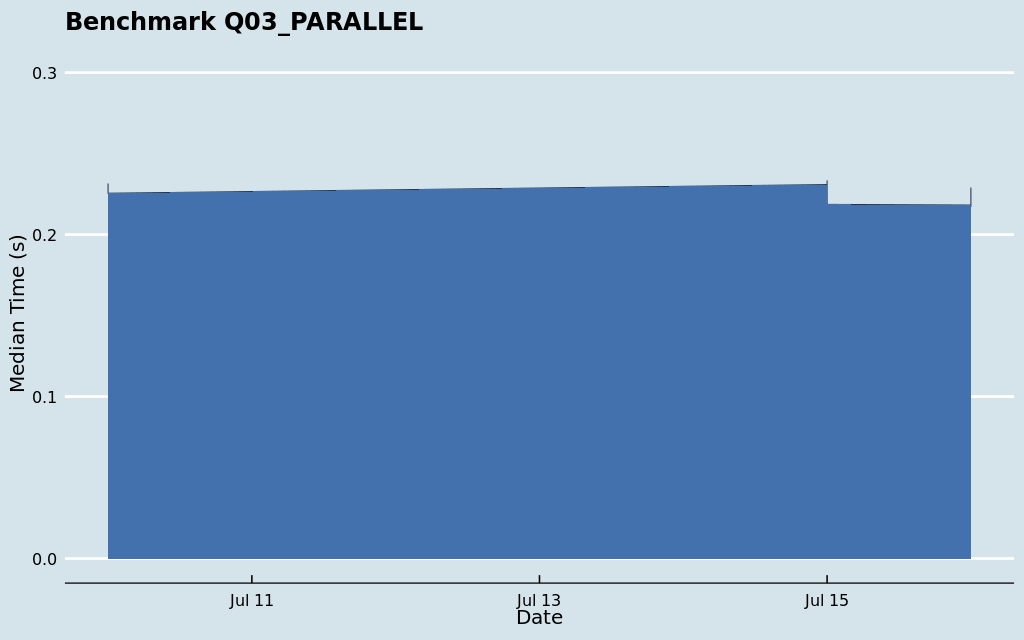 Benchmark Q03_PARALLEL
0.3
0.2
0.1
0.0
Median Time (s)
Jul 11
Jul 13
Jul 15
Date